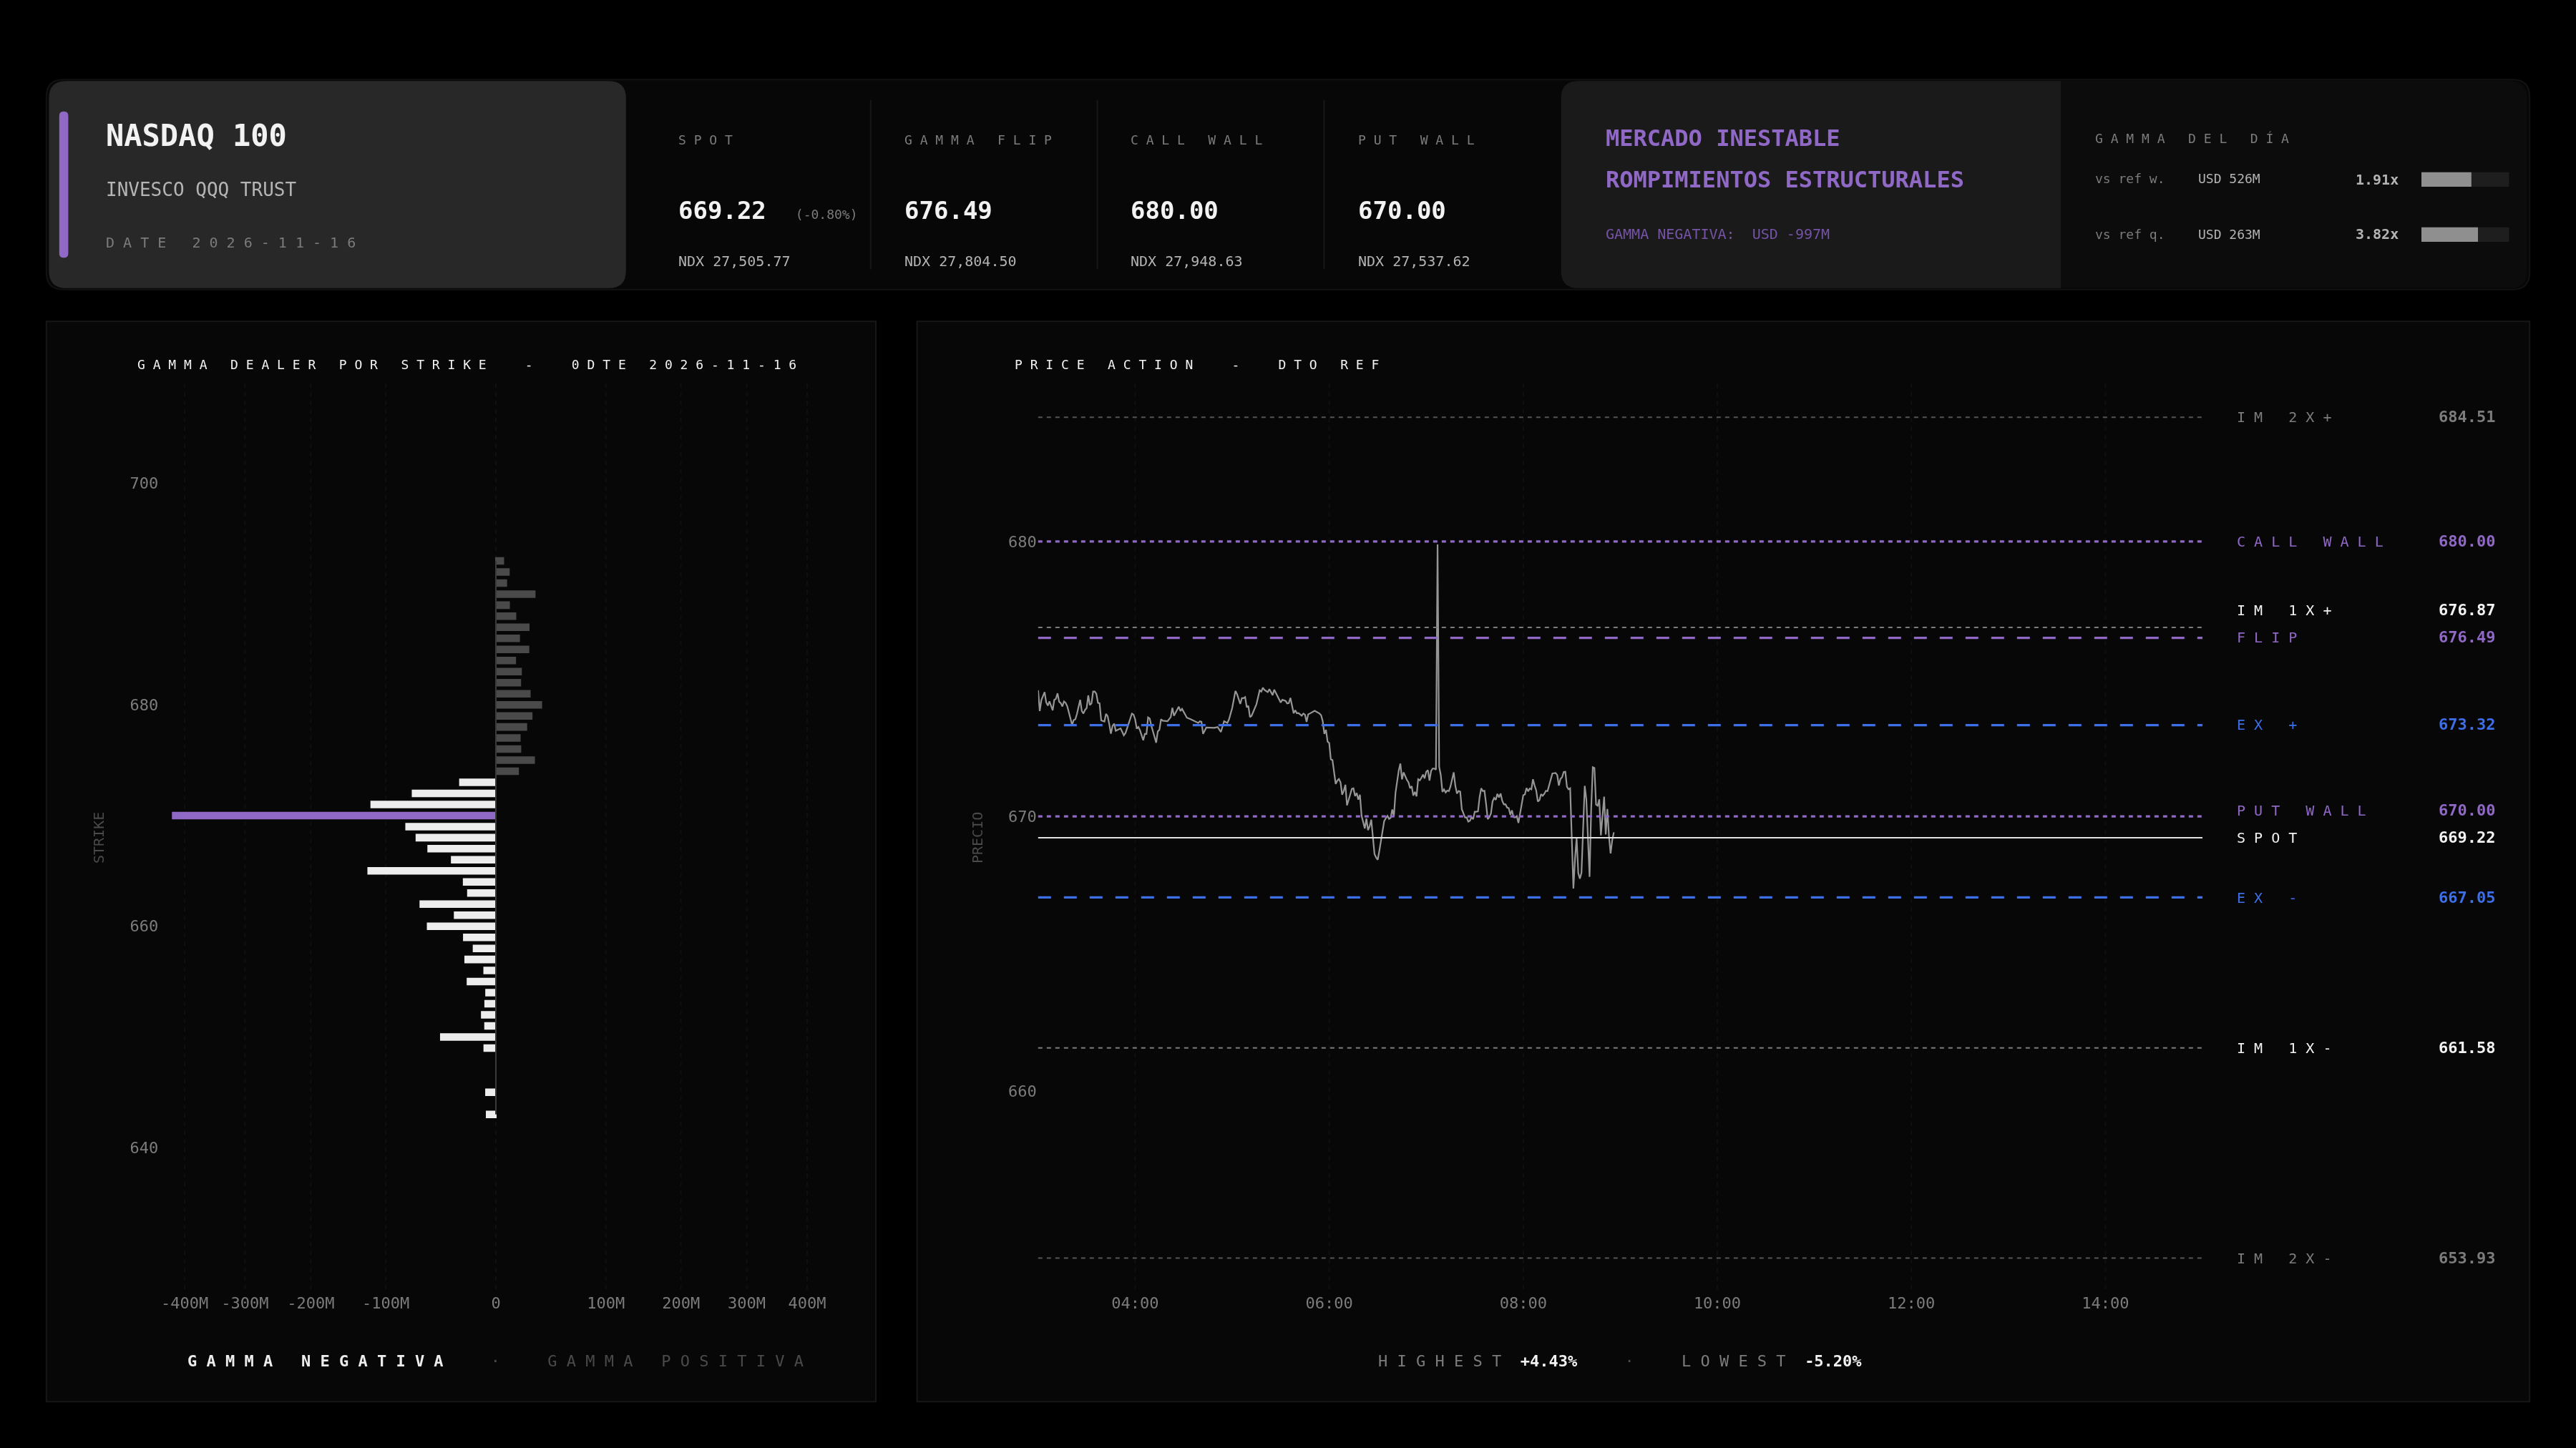 NASDAQ 100
INVESCO QQQ TRUST
DATE 2026-11-16
SPOT
669.22 (-0.80%)
NDX 27,505.77
GAMMA FLIP
676.49
NDX 27,804.50
CALL WALL
680.00
NDX 27,948.63
PUT WALL
670.00
NDX 27,537.62
MERCADO INESTABLE
ROMPIMIENTOS ESTRUCTURALES
GAMMA NEGATIVA: USD -997M
GAMMA DEL DÍA
vs ref w. USD 526M 1.91x
vs ref q. USD 263M 3.82x
GAMMA DEALER POR STRIKE - 0DTE 2026-11-16
STRIKE
700
680
660
640
-400M -300M -200M -100M 0 100M 200M 300M 400M
GAMMA NEGATIVA · GAMMA POSITIVA
PRICE ACTION - DTO REF
PRECIO
680
670
660
IM 2X+ 684.51
CALL WALL 680.00
IM 1X+ 676.87
FLIP 676.49
EX + 673.32
PUT WALL 670.00
SPOT 669.22
EX - 667.05
IM 1X- 661.58
IM 2X- 653.93
04:00 06:00 08:00 10:00 12:00 14:00
HIGHEST +4.43% · LOWEST -5.20%